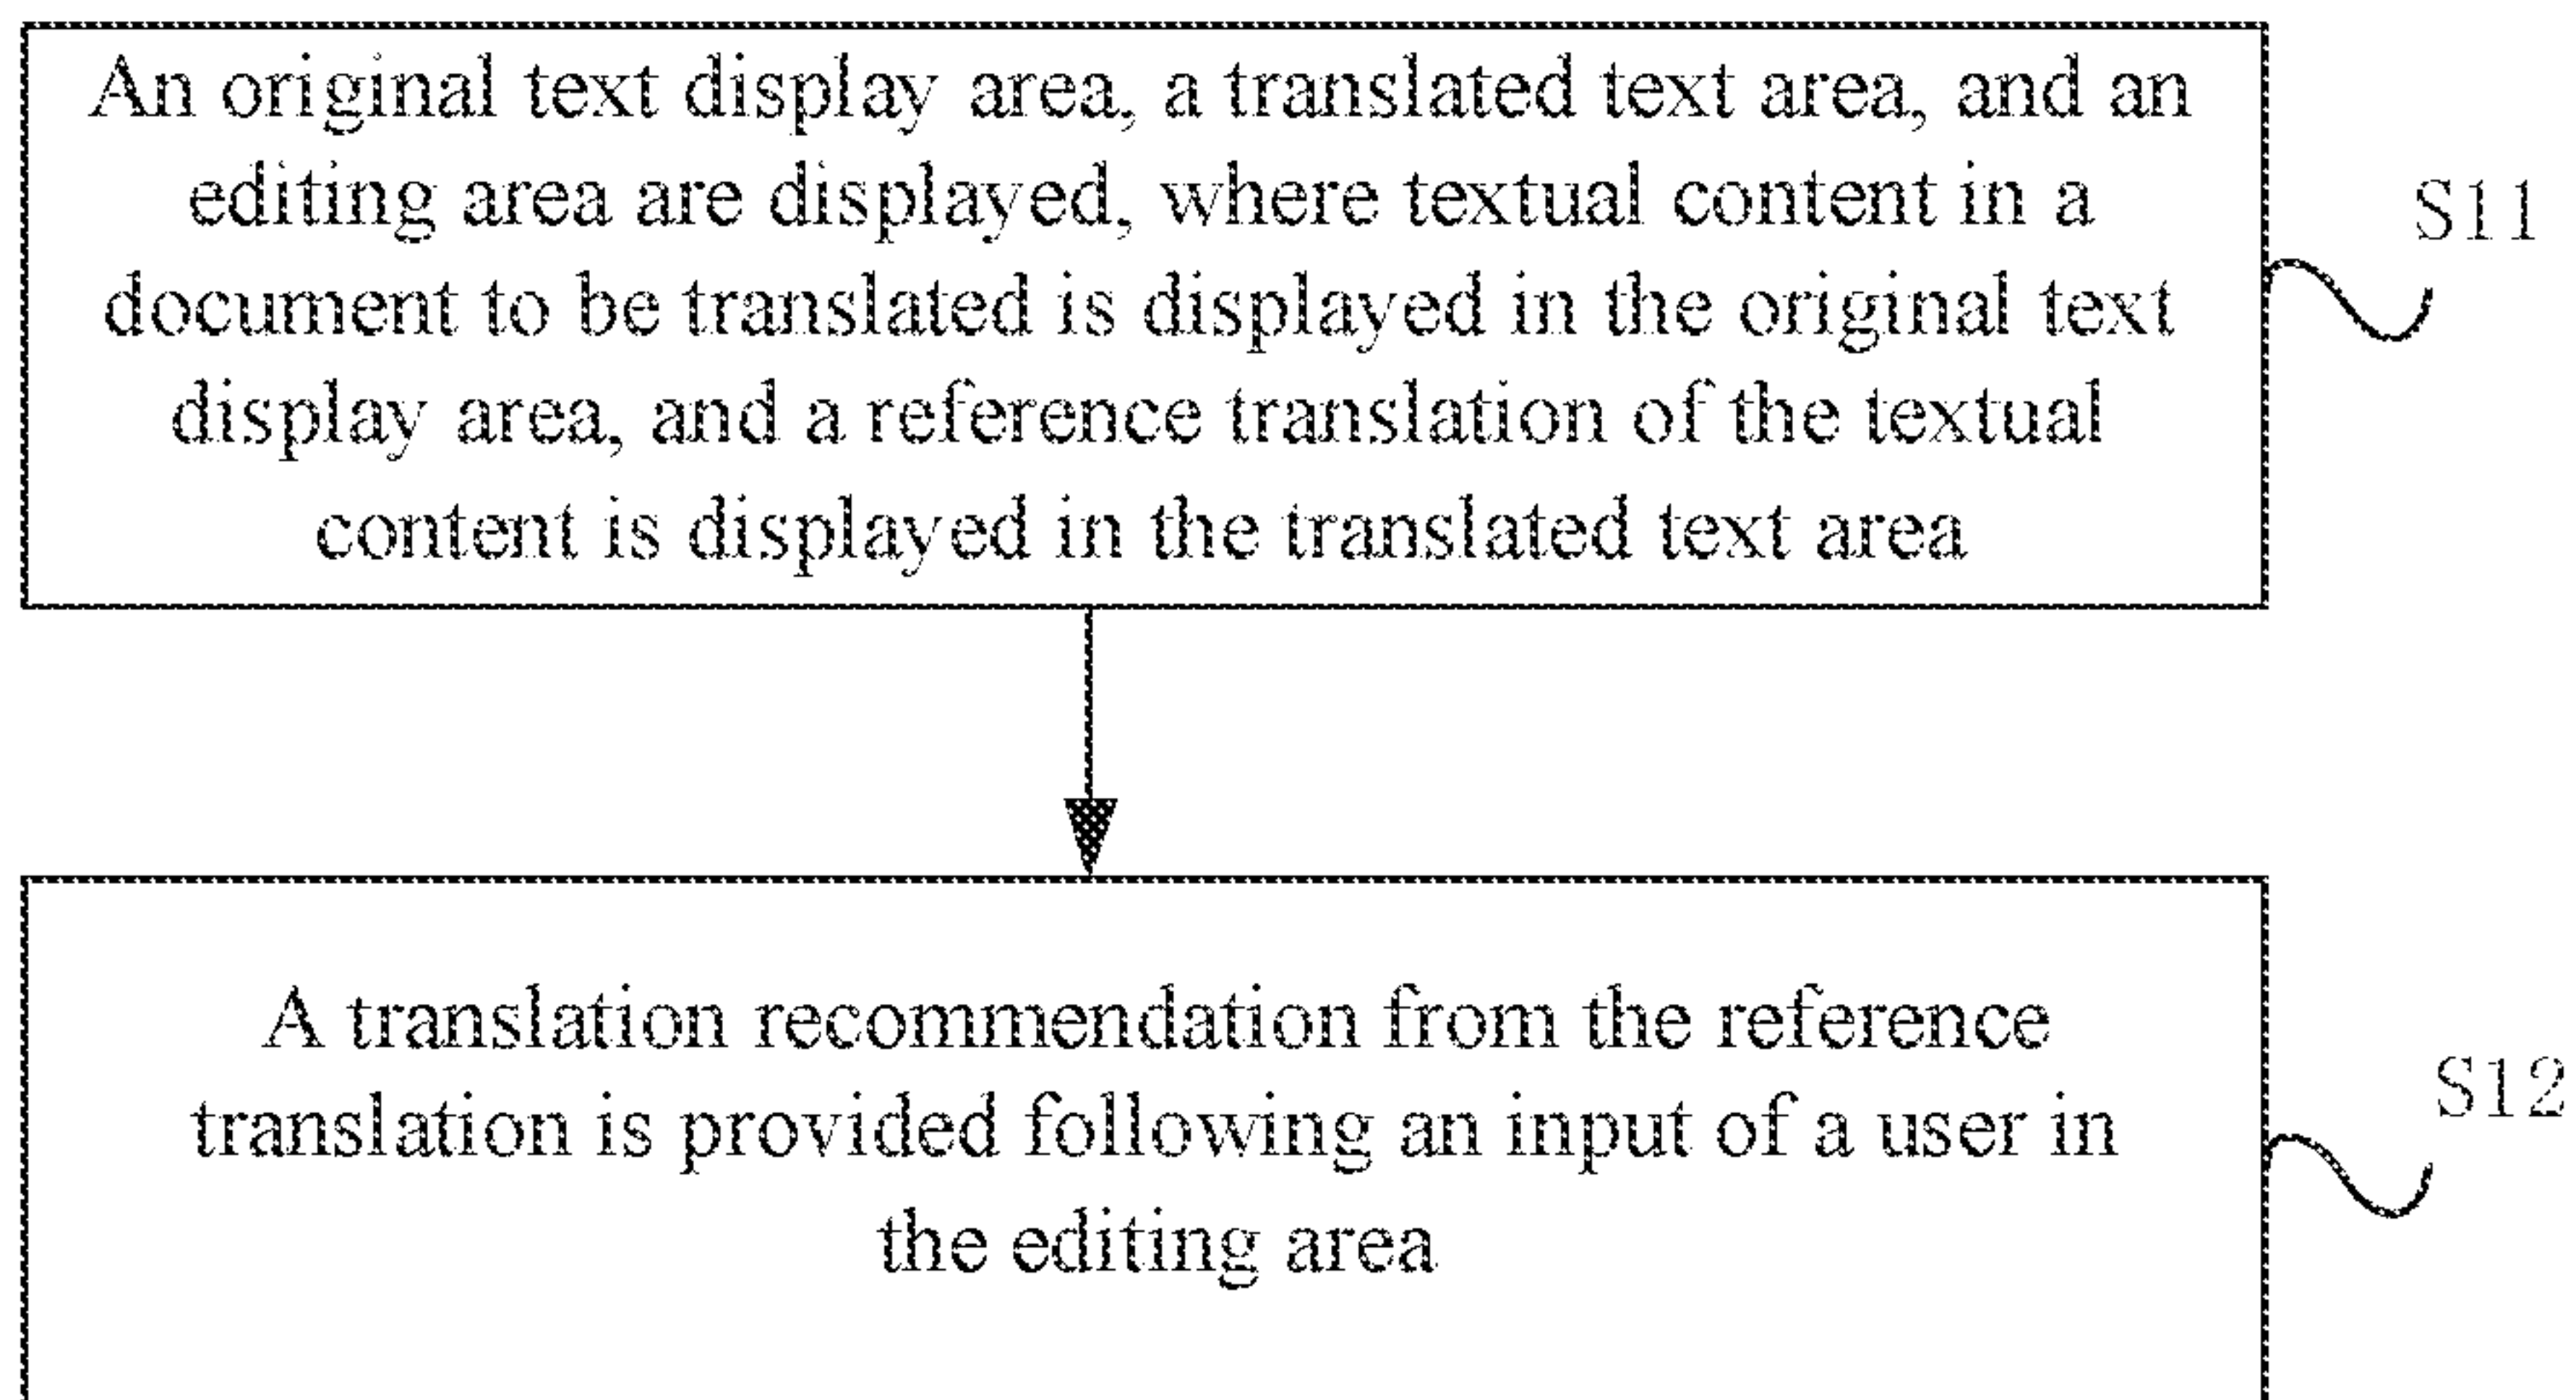 An original text display area, a translated text area, and an
editing area are displayed, where textual content in a
document to be translated is displayed in the original text
display area, and a reference translation of the textual
content is displayed in the translated text area
S11
A translation recommendation from the reference
translation is provided following an input of a user in
the editing area
S12